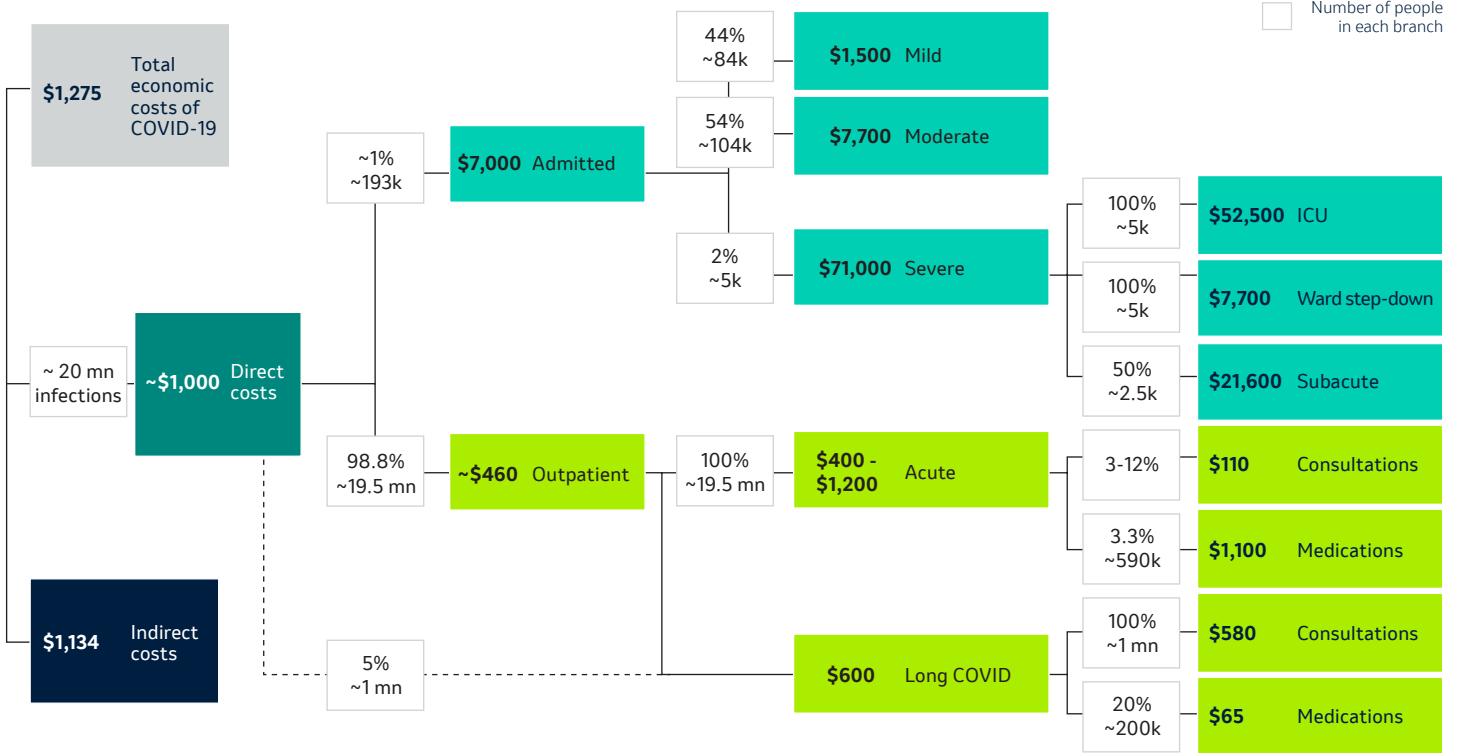 Number of people
in each branch
$1,275 Total
economic
costs of
COVID-19
~ 20 mn
infections
~$1,000 Direct
costs
$1,134 Indirect
costs
~1%
~193k
$7,000 Admitted
44%
~84k
$1,500 Mild
54%
~104k
$7,700 Moderate
2%
~5k
$71,000 Severe
100%
~5k
$52,500 ICU
100%
~5k
$7,700 Ward step-down
50%
~2.5k
$21,600 Subacute
98.8%
~19.5 mn
~$460 Outpatient
100%
~19.5 mn
$400 -
$1,200 Acute
3-12%
$110 Consultations
3.3%
~590k
$1,100 Medications
5%
~1 mn
$600 Long COVID
100%
~1 mn
$580 Consultations
20%
~200k
$65 Medications